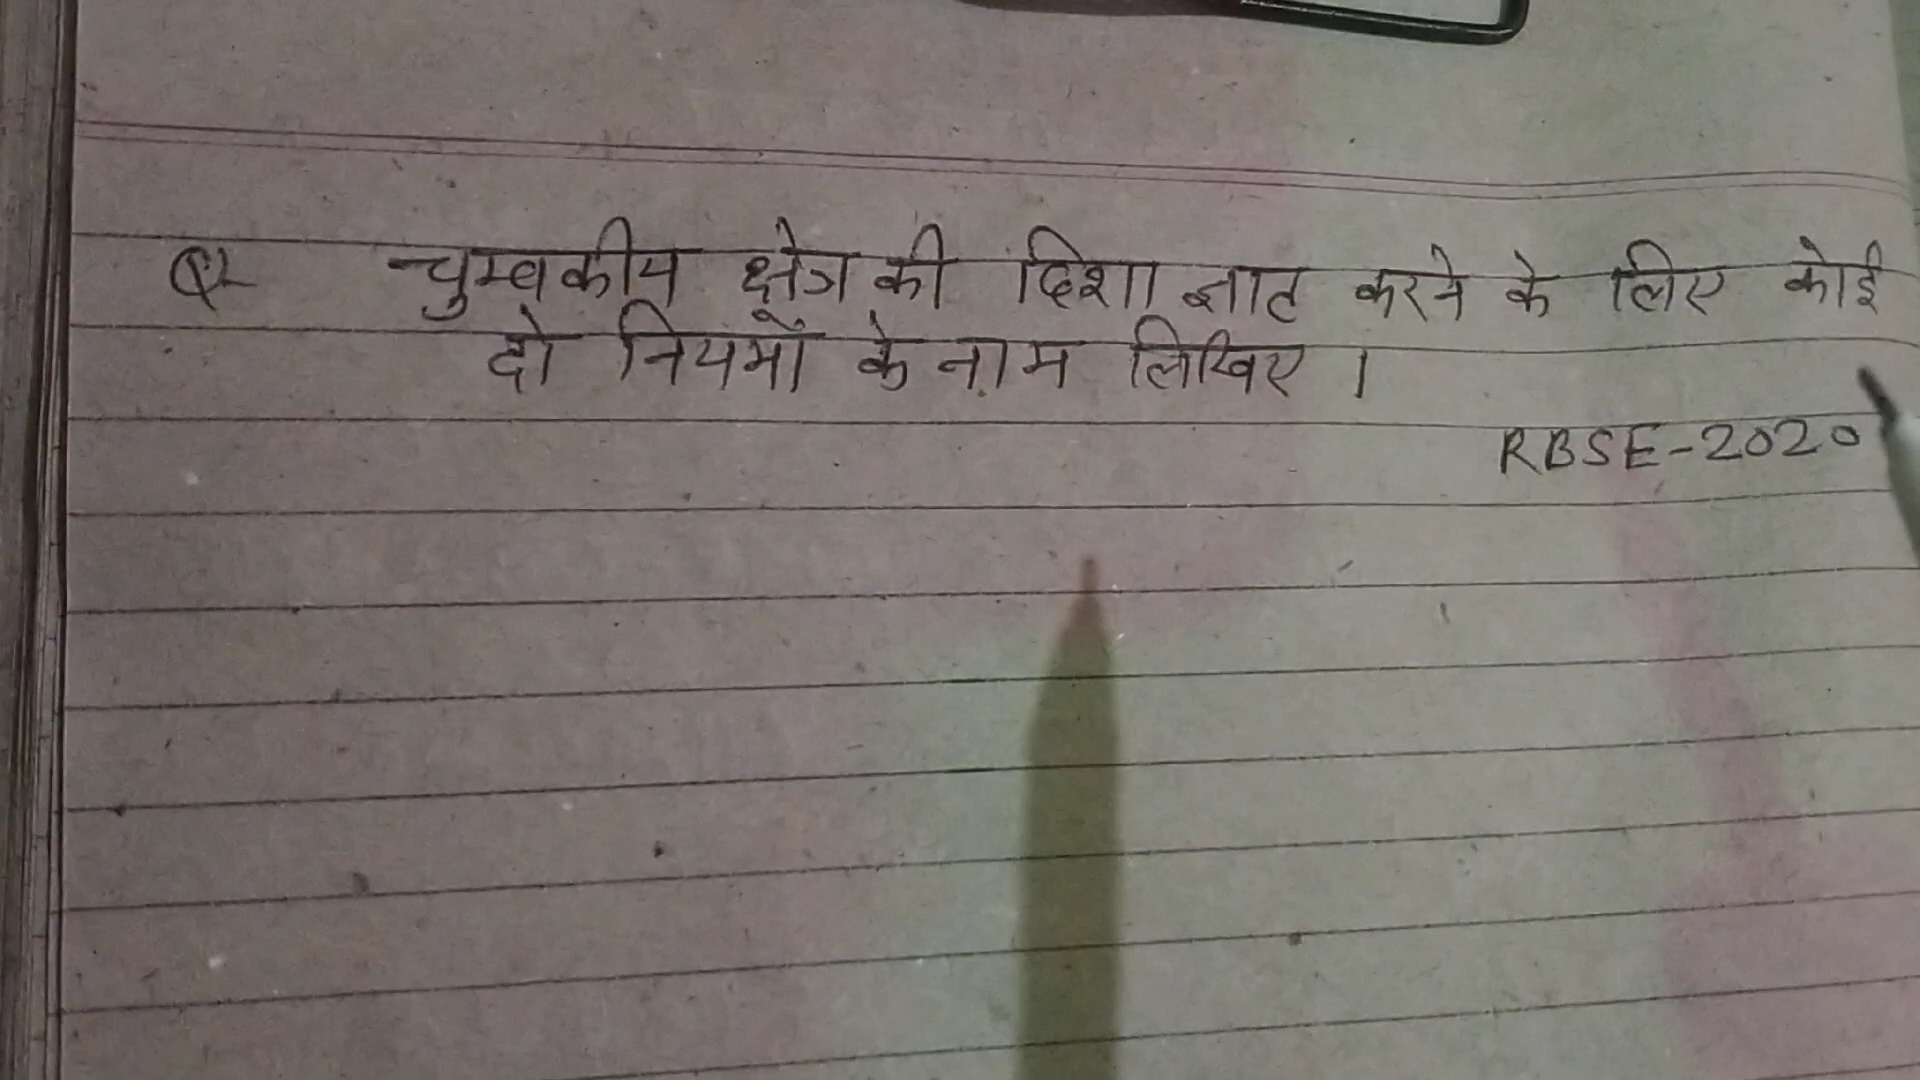 Q: चुम्बकीय क्षेत्र की दिशा ज्ञात करने के लिए कोई
दो नियमों के नाम लिखिए ।
RBSE-2020